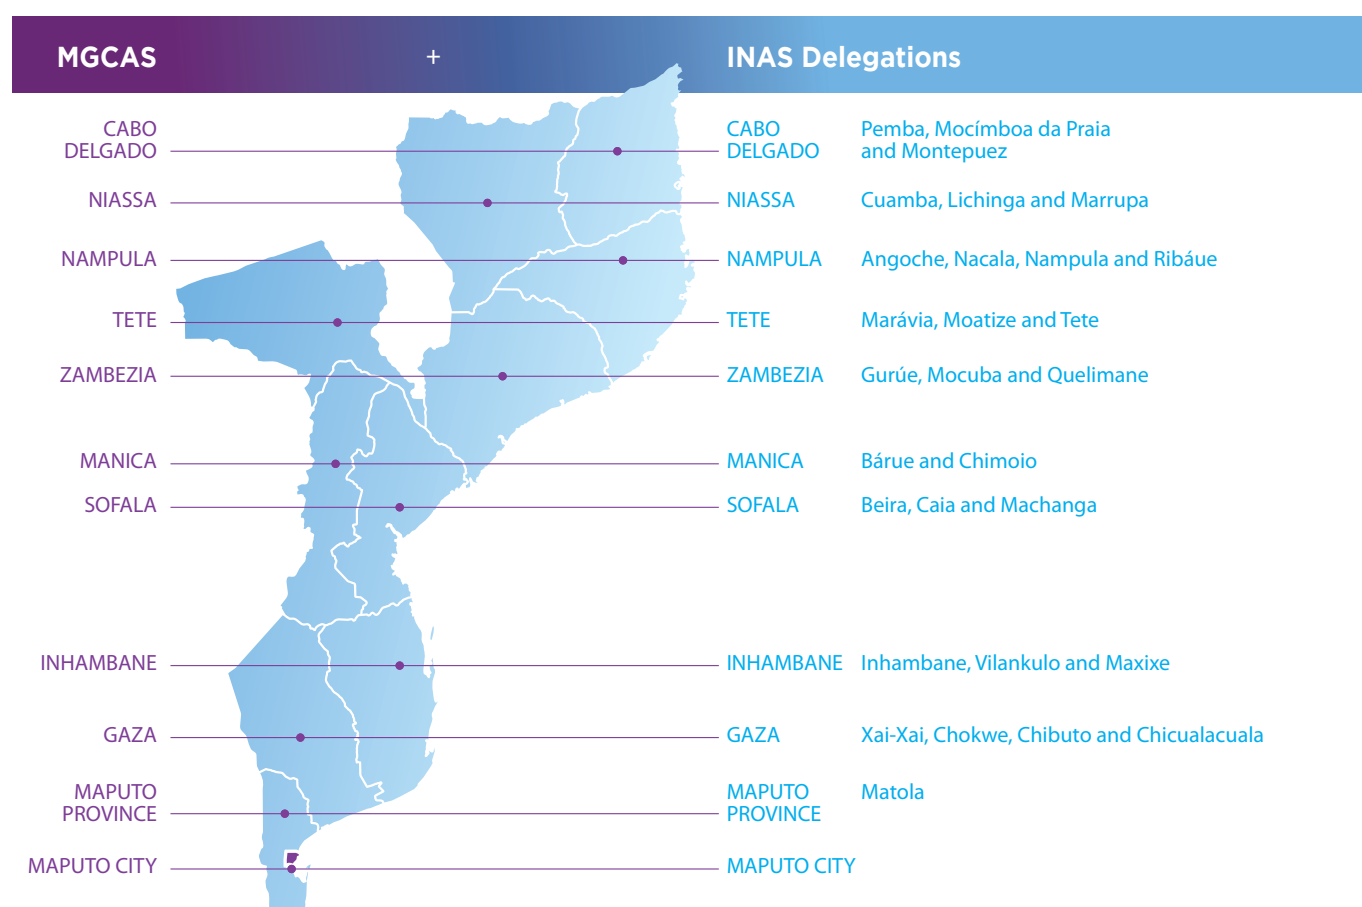 MGCAS + INAS Delegations
CABO
DELGADO
CABO
DELGADO
Pemba, Mocímboa da Praia
and Montepuez
NIASSA
NIASSA
Cuamba, Lichinga and Marrupa
NAMPULA
NAMPULA
Angoche, Nacala, Nampula and Ribáue
TETE
TETE
Marávia, Moatize and Tete
ZAMBEZIA
ZAMBEZIA
Gurúe, Mocuba and Quelimane
MANICA
MANICA
Bárue and Chimoio
SOFALA
SOFALA
Beira, Caia and Machanga
INHAMBANE
INHAMBANE
Inhambane, Vilankulo and Maxixe
GAZA
GAZA
Xai-Xai, Chokwe, Chibuto and Chicualacuala
MAPUTO
PROVINCE
MAPUTO
PROVINCE
Matola
MAPUTO CITY
MAPUTO CITY